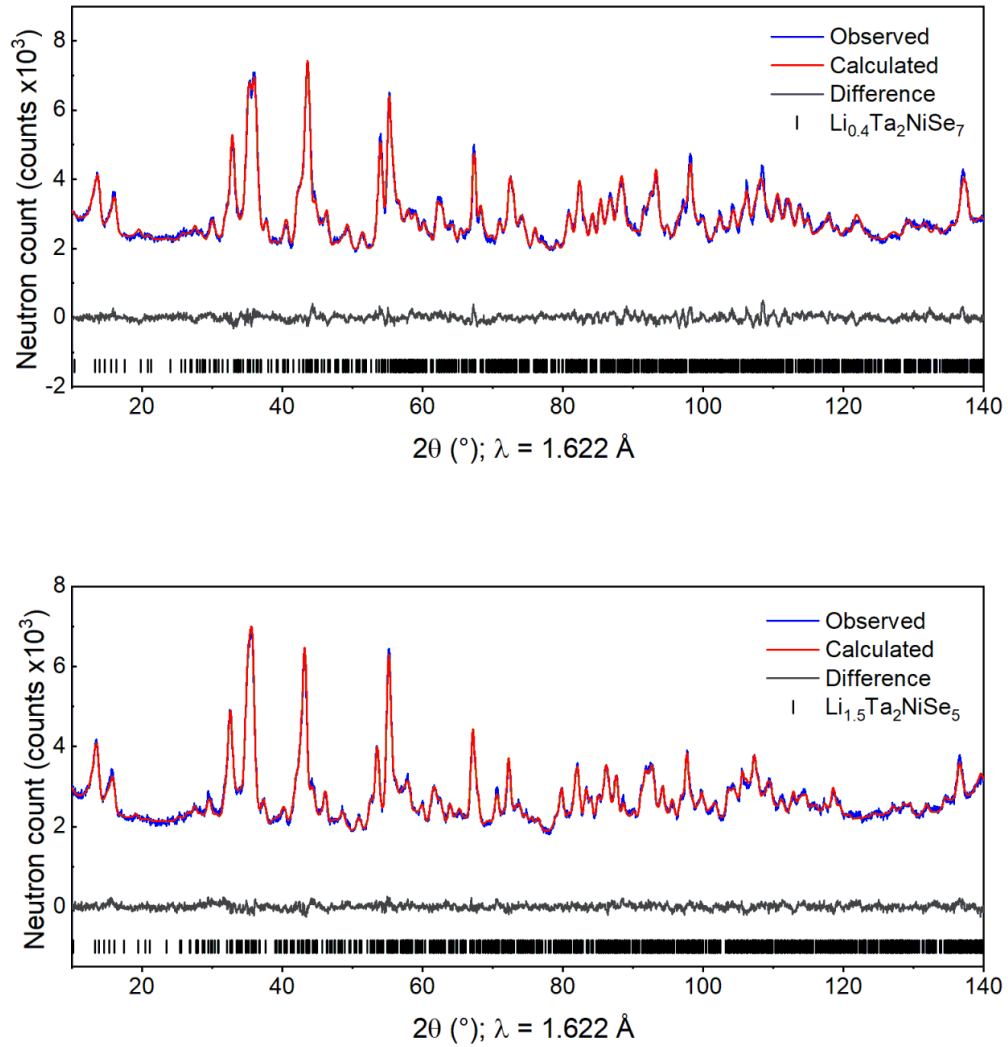 8
6
4
2
0
-2
Neutron count (counts x10³)
Observed
Calculated
Difference
Li₀.₄Ta₂NiSe₇
20 40 60 80 100 120 140
2θ (°); λ = 1.622 Å
8
6
4
2
0
Neutron count (counts x10³)
Observed
Calculated
Difference
Li₁.₅Ta₂NiSe₅
20 40 60 80 100 120 140
2θ (°); λ = 1.622 Å